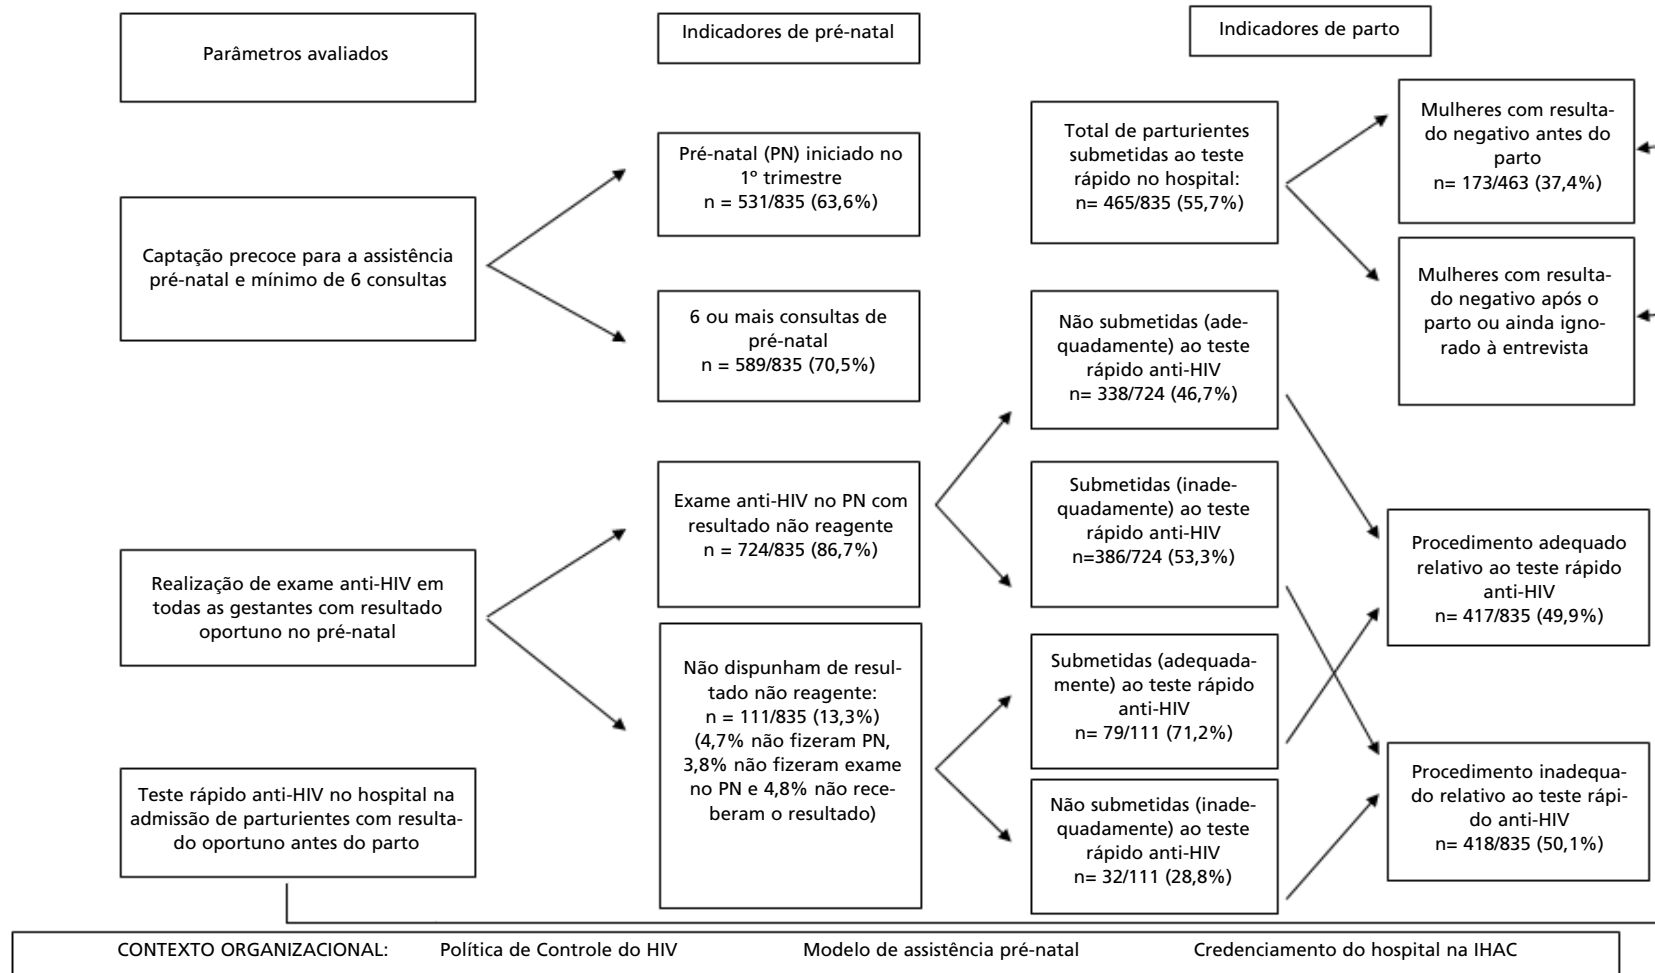 Parâmetros avaliados
Indicadores de pré-natal
Indicadores de parto
Captação precoce para a assistência
pré-natal e mínimo de 6 consultas
Pré-natal (PN) iniciado no
1º trimestre
n = 531/835 (63,6%)
6 ou mais consultas de
pré-natal
n = 589/835 (70,5%)
Total de parturientes
submetidas ao teste
rápido no hospital:
n= 465/835 (55,7%)
Mulheres com resulta-
do negativo antes do
parto
n= 173/463 (37,4%)
Mulheres com resulta-
do negativo após o
parto ou ainda igno-
rado à entrevista
Realização de exame anti-HIV em
todas as gestantes com resultado
oportuno no pré-natal
Exame anti-HIV no PN com
resultado não reagente
n = 724/835 (86,7%)
Não dispunham de resul-
tado não reagente:
n = 111/835 (13,3%)
(4,7% não fizeram PN,
3,8% não fizeram exame
no PN e 4,8% não rece-
beram o resultado)
Não submetidas (ade-
quadamente) ao teste
rápido anti-HIV
n= 338/724 (46,7%)
Submetidas (inade-
quadamente) ao teste
rápido anti-HIV
n=386/724 (53,3%)
Submetidas (adequada-
mente) ao teste rápido
anti-HIV
n= 79/111 (71,2%)
Não submetidas (inade-
quadamente) ao teste
rápido anti-HIV
n= 32/111 (28,8%)
Procedimento adequado
relativo ao teste rápido
anti-HIV
n= 417/835 (49,9%)
Procedimento inadequa-
do relativo ao teste rápi-
do anti-HIV
n= 418/835 (50,1%)
Teste rápido anti-HIV no hospital na
admissão de parturientes com resulta-
do oportuno antes do parto
CONTEXTO ORGANIZACIONAL: Política de Controle do HIV Modelo de assistência pré-natal Credenciamento do hospital na IHAC